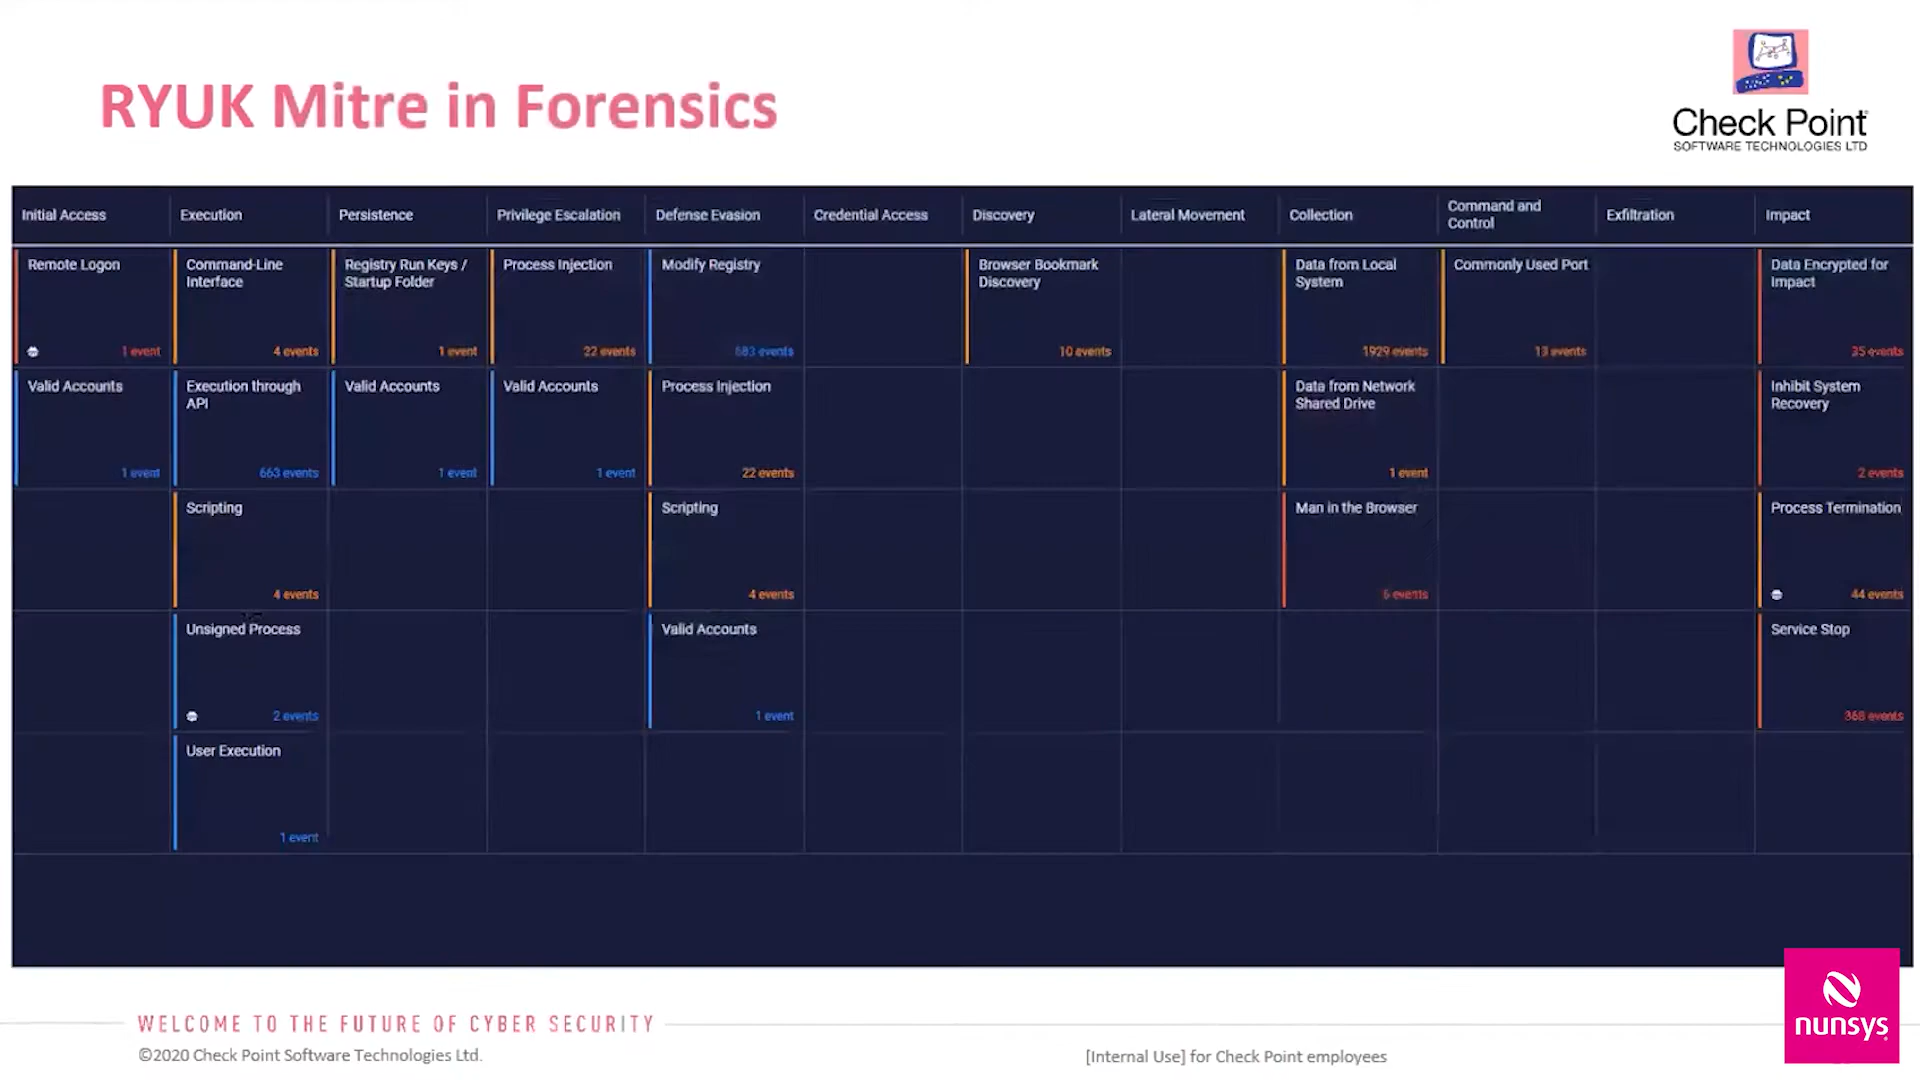 RYUK Mitre in Forensics
Check Point
SOFTWARE TECHNOLOGIES LTD
Initial Access
Execution
Persistence
Privilege Escalation
Defense Evasion
Credential Access
Discovery
Lateral Movement
Collection
Command and
Control
Exfiltration
Impact
Remote Logon
1 event
Command-Line
Interface
4 events
Registry Run Keys /
Startup Folder
1 event
Process Injection
22 events
Modify Registry
683 events
Browser Bookmark
Discovery
10 events
Data from Local
System
1929 events
Commonly Used Port
13 events
Data Encrypted for
Impact
35 events
Valid Accounts
1 event
Execution through
API
663 events
Valid Accounts
1 event
Valid Accounts
1 event
Process Injection
22 events
Data from Network
Shared Drive
1 event
Inhibit System
Recovery
2 events
Scripting
4 events
Scripting
4 events
Man in the Browser
6 events
Process Termination
44 events
Unsigned Process
2 events
Valid Accounts
1 event
Service Stop
368 events
User Execution
1 event
WELCOME TO THE FUTURE OF CYBER SECURITY
©2020 Check Point Software Technologies Ltd.
[Internal Use] for Check Point employees
nunsys